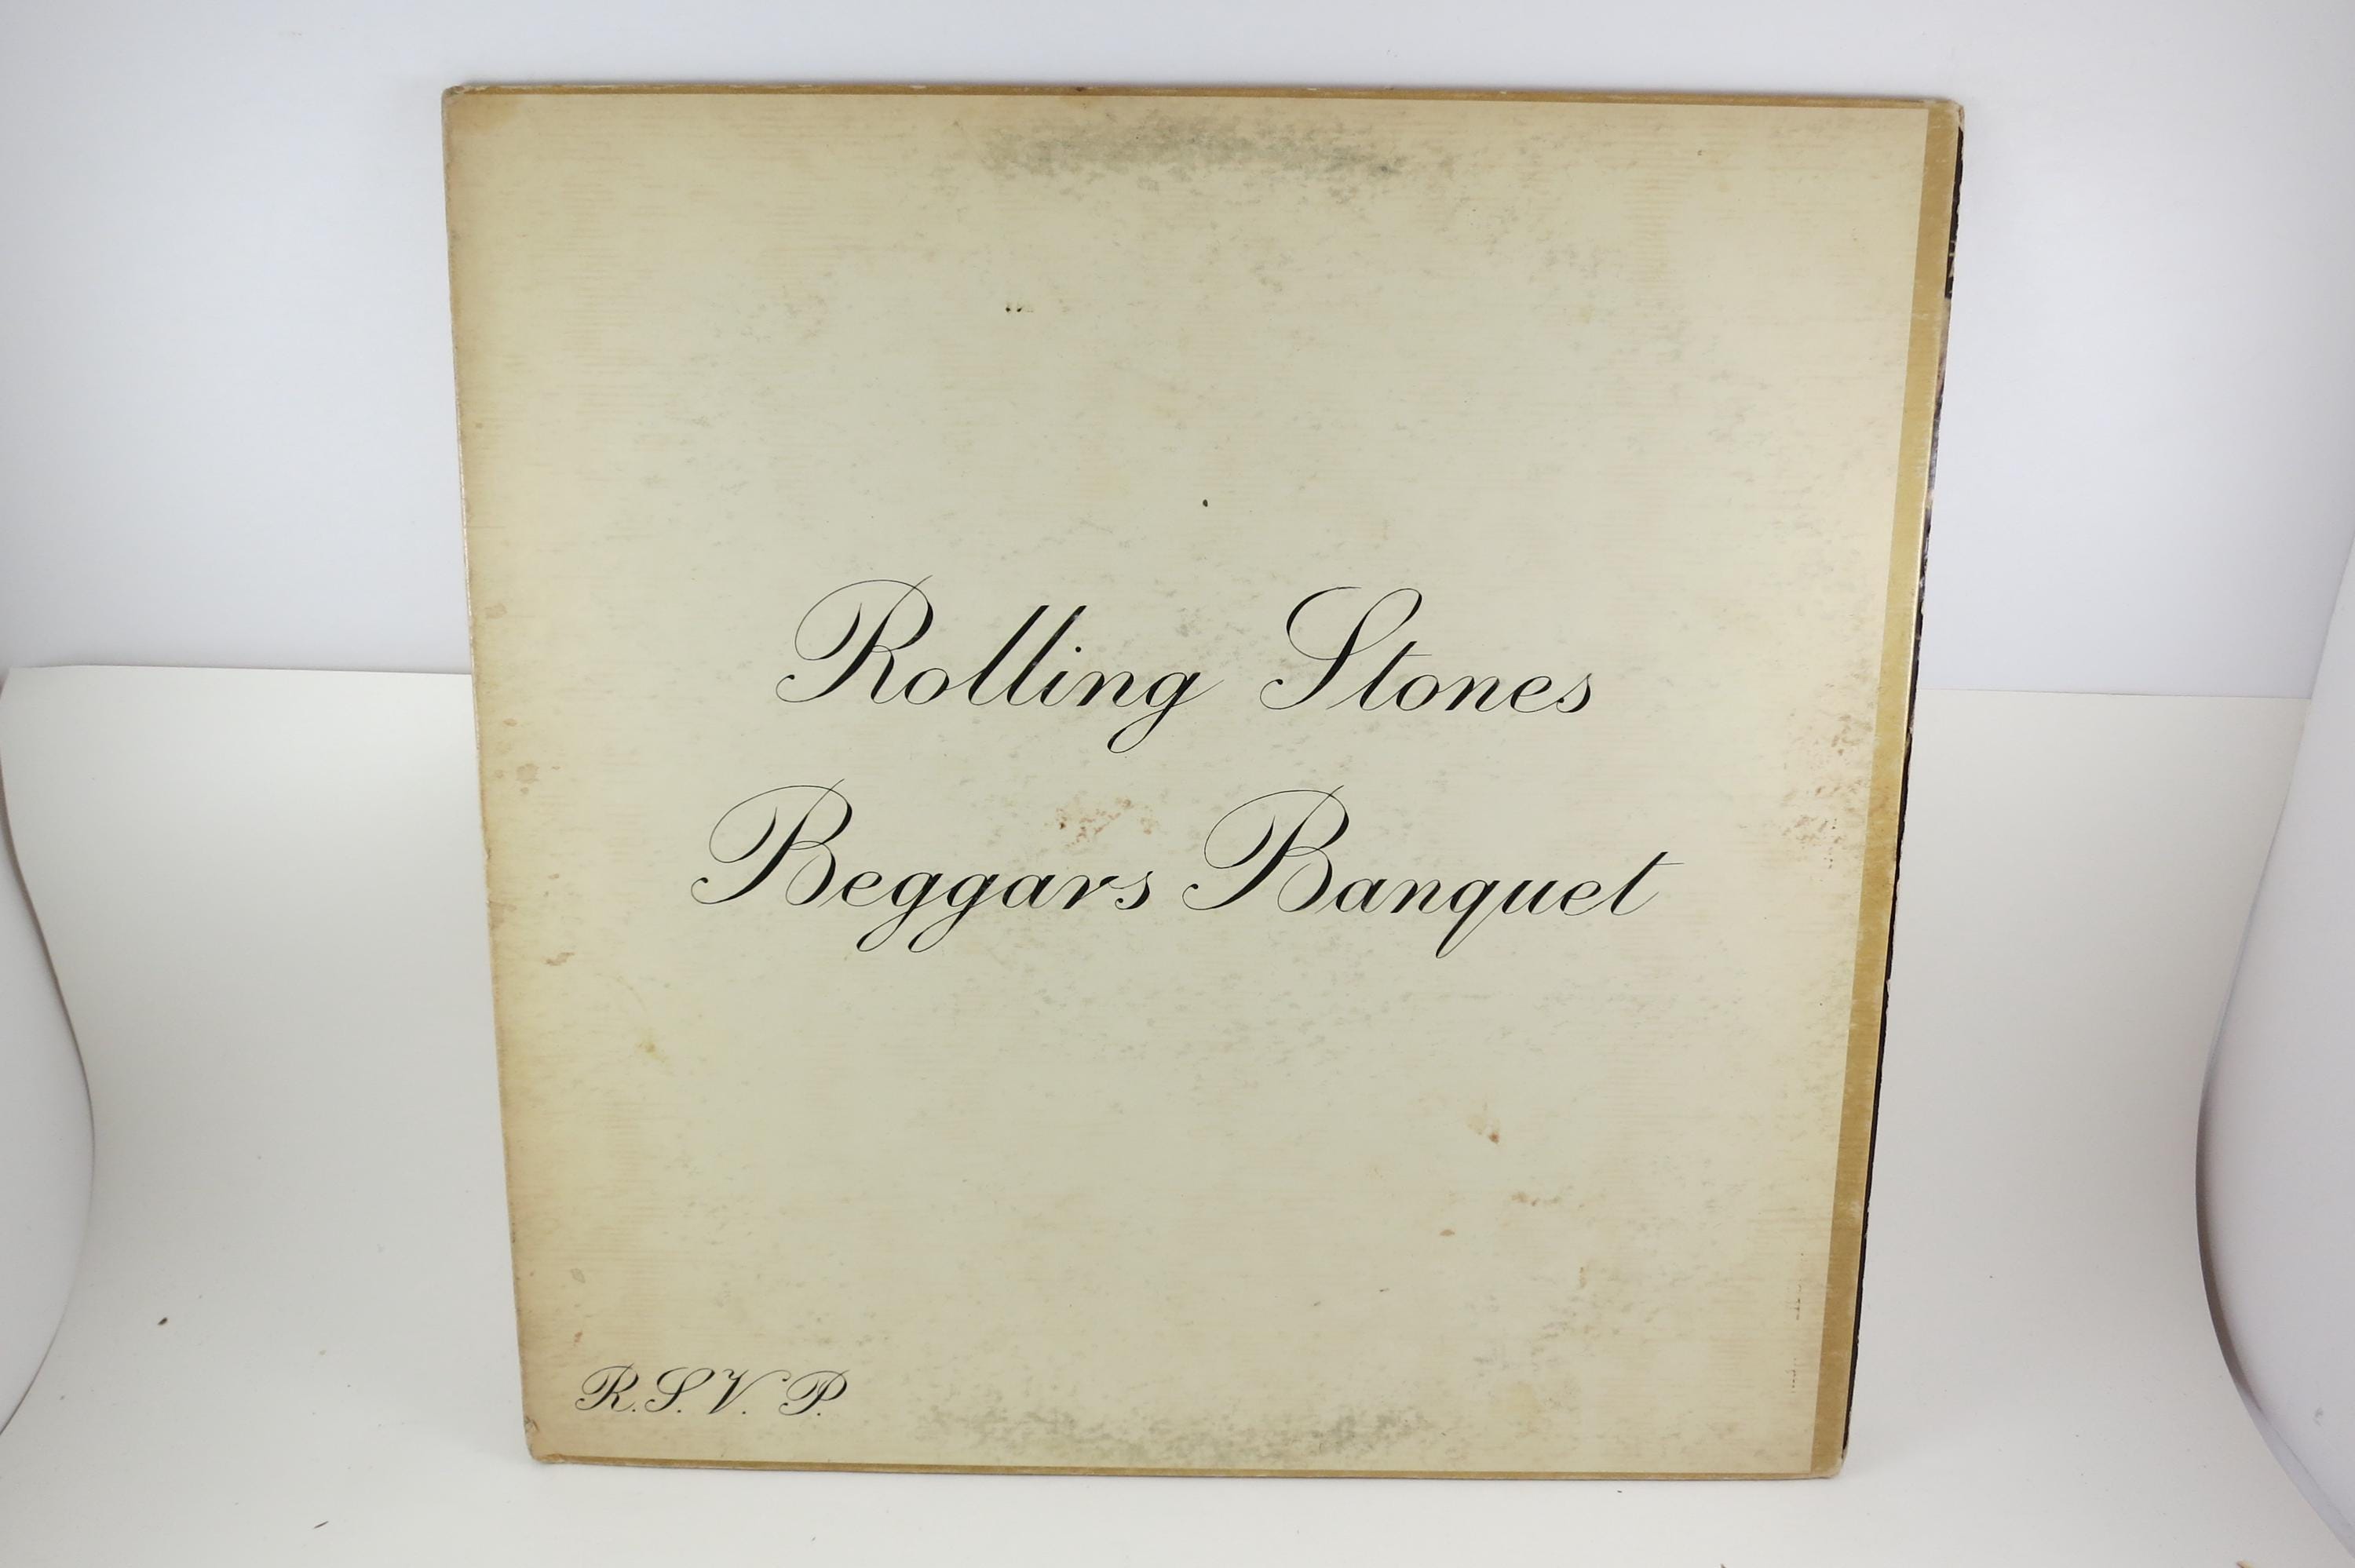 Rolling Stones
Beggars Banquet
R.S.V.P.